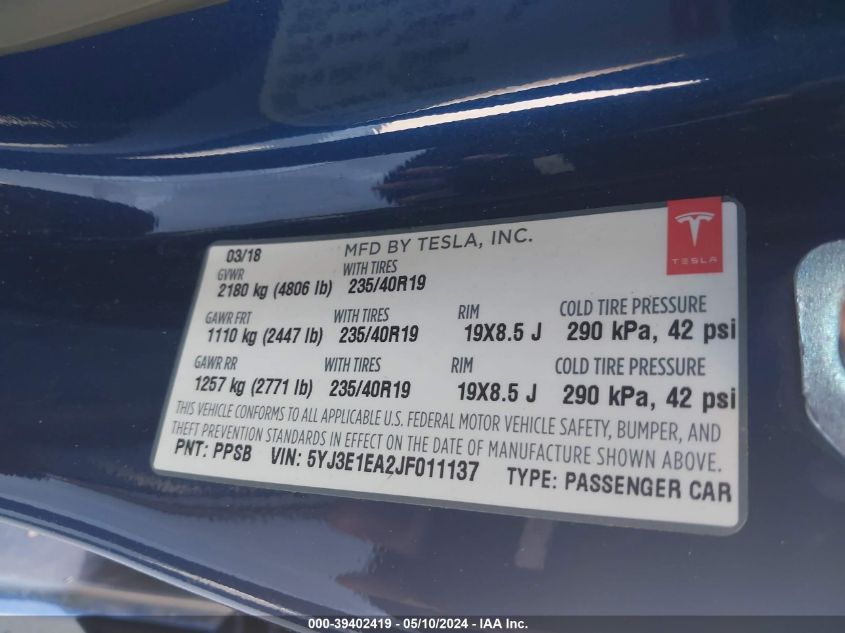 03/18 MFD BY TESLA, INC.
TESLA
GVWR WITH TIRES
2180 kg (4806 lb) 235/40R19
GAWR FRT WITH TIRES RIM COLD TIRE PRESSURE
1110 kg (2447 lb) 235/40R19 19X8.5 J 290 kPa, 42 psi
GAWR RR WITH TIRES RIM COLD TIRE PRESSURE
1257 kg (2771 lb) 235/40R19 19X8.5 J 290 kPa, 42 psi
THIS VEHICLE CONFORMS TO ALL APPLICABLE U.S. FEDERAL MOTOR VEHICLE SAFETY, BUMPER, AND
THEFT PREVENTION STANDARDS IN EFFECT ON THE DATE OF MANUFACTURE SHOWN ABOVE.
PNT: PPSB VIN: 5YJ3E1EA2JF011137 TYPE: PASSENGER CAR
000-39402419 - 05/10/2024 - IAA Inc.